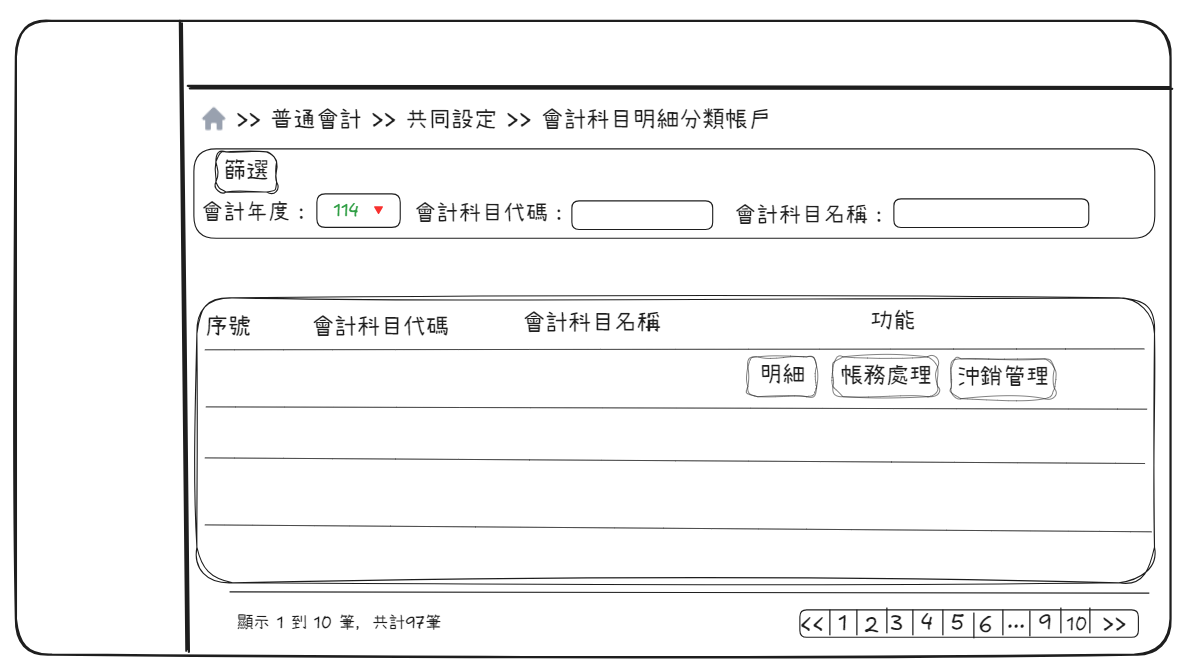 >> 普通會計 >> 共同設定 >> 會計科目明細分類帳戶
篩選
會計年度： 114 ▼ 會計科目代碼： 會計科目名稱：
序號 會計科目代碼 會計科目名稱 功能
明細 帳務處理 沖銷管理
顯示 1 到 10 筆, 共計97筆 << 1 2 3 4 5 6 ... 9 10 >>